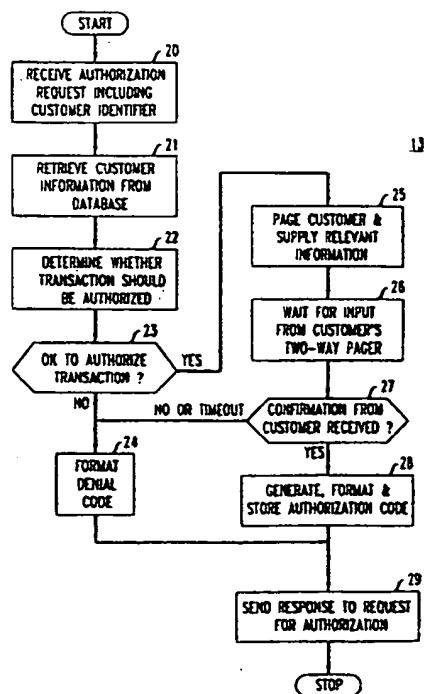 START
20
RECEIVE AUTHORIZATION
REQUEST INCLUDING
CUSTOMER IDENTIFIER
21
RETRIEVE CUSTOMER
INFORMATION FROM
DATABASE
22
DETERMINE WHETHER
TRANSACTION SHOULD
BE AUTHORIZED
23
OK TO AUTHORIZE
TRANSACTION ?
YES
NO
24
FORMAT
DENIAL
CODE
13
25
PAGE CUSTOMER &
SUPPLY RELEVANT
INFORMATION
26
WAIT FOR INPUT
FROM CUSTOMER'S
TWO-WAY PAGER
27
NO OR TIMEOUT
CONFIRMATION FROM
CUSTOMER RECEIVED ?
YES
28
GENERATE, FORMAT &
STORE AUTHORIZATION CODE
29
SEND RESPONSE TO REQUEST
FOR AUTHORIZATION
STOP